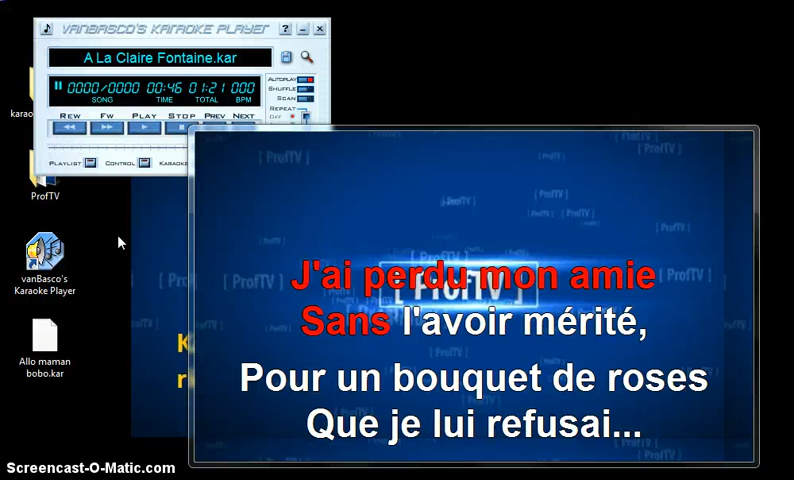 VANBASCO'S KARAOKE PLAYER
A La Claire Fontaine.kar
0000/0000 00:46 01:21 000
SONG TIME TOTAL BPM
AUTOPLAY
SHUFFLE
SCAN
REPEAT
OFF
REW FW PLAY STOP PREV NEXT
PLAYLIST CONTROL KARAOKE
karao
ProfTV
vanBasco's
Karaoke Player
Allo maman
bobo.kar
[ ProfTV ]
J'ai perdu mon amie
Sans l'avoir mérité,
Pour un bouquet de roses
Que je lui refusai...
Screencast-O-Matic.com